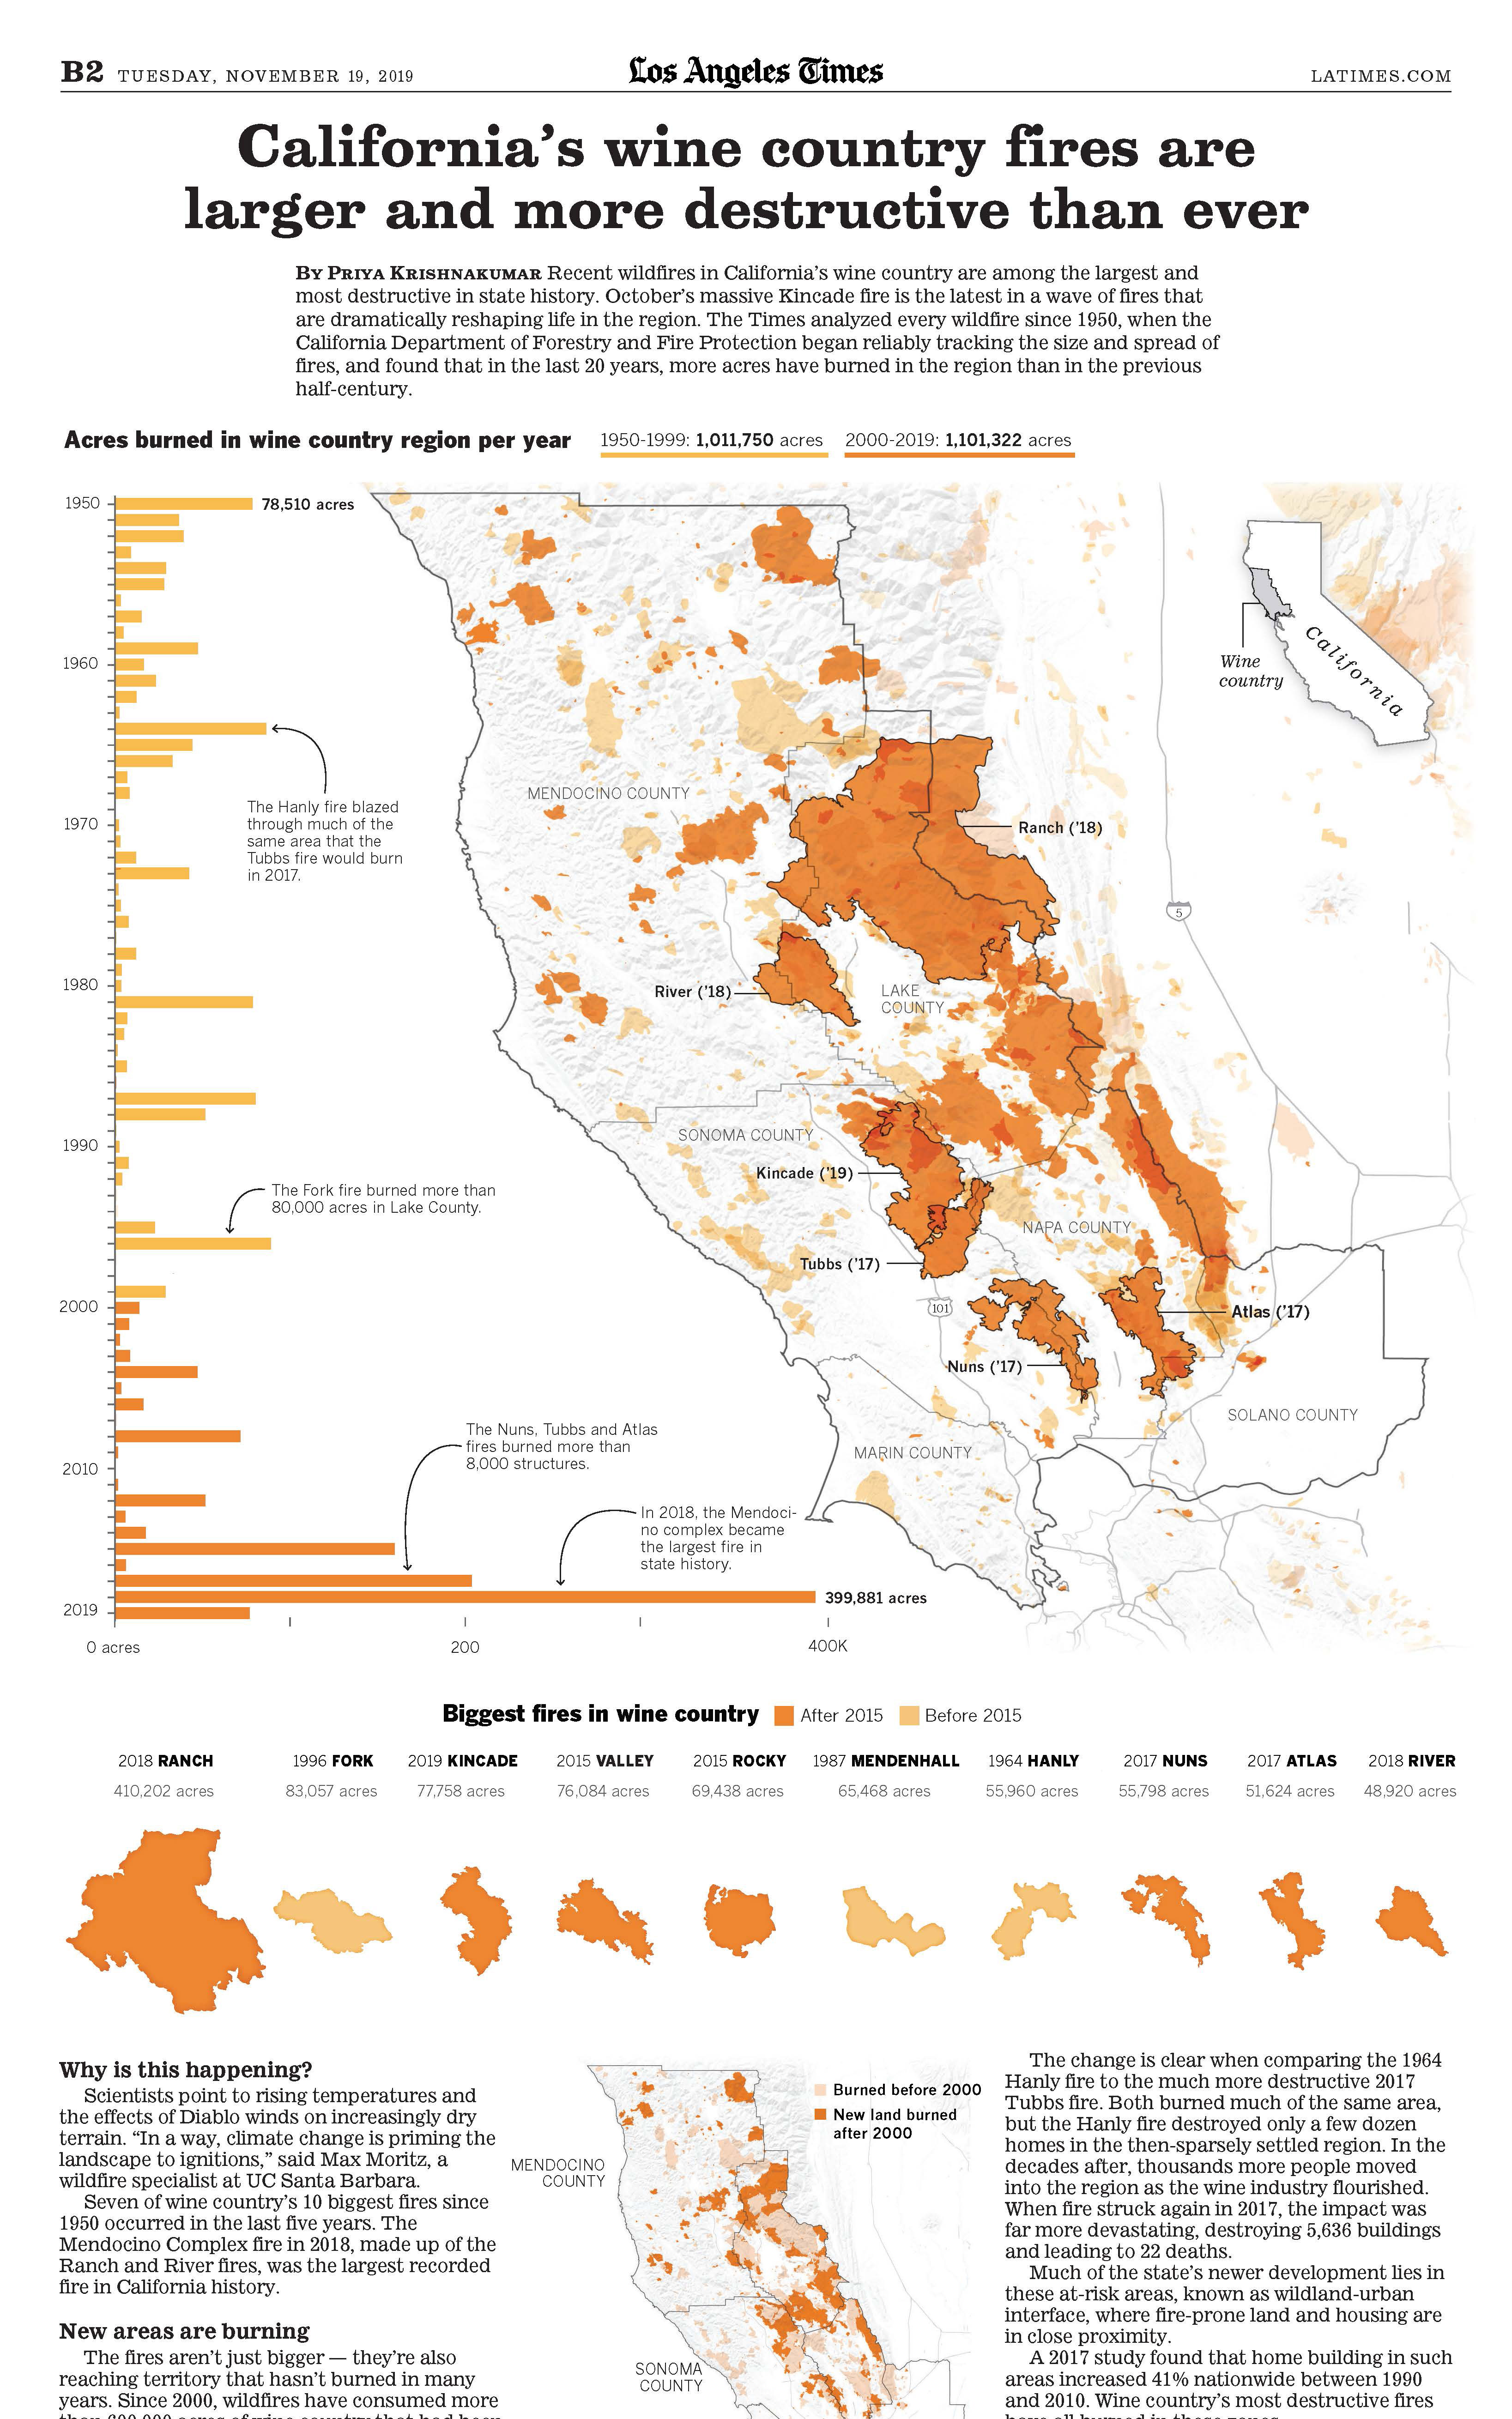 B2 TUESDAY, NOVEMBER 19, 2019
Los Angeles Times
LATIMES.COM
California’s wine country fires are
larger and more destructive than ever
BY PRIYA KRISHNAKUMAR Recent wildfires in California’s wine country are among the largest and
most destructive in state history. October’s massive Kincade fire is the latest in a wave of fires that
are dramatically reshaping life in the region. The Times analyzed every wildfire since 1950, when the
California Department of Forestry and Fire Protection began reliably tracking the size and spread of
fires, and found that in the last 20 years, more acres have burned in the region than in the previous
half-century.
Acres burned in wine country region per year
1950-1999: 1,011,750 acres
2000-2019: 1,101,322 acres
1950
78,510 acres
1960
The Hanly fire blazed
through much of the
same area that the
Tubbs fire would burn
in 2017.
1970
1980
1990
The Fork fire burned more than
80,000 acres in Lake County.
2000
The Nuns, Tubbs and Atlas
fires burned more than
8,000 structures.
2010
In 2018, the Mendoci-
no complex became
the largest fire in
state history.
399,881 acres
2019
0 acres
200
400K
Wine
country
California
MENDOCINO COUNTY
Ranch (’18)
5
River (’18)
LAKE
COUNTY
SONOMA COUNTY
Kincade (’19)
NAPA COUNTY
Tubbs (’17)
101
Atlas (’17)
Nuns (’17)
SOLANO COUNTY
MARIN COUNTY
Biggest fires in wine country
After 2015
Before 2015
2018 RANCH
410,202 acres
1996 FORK
83,057 acres
2019 KINCADE
77,758 acres
2015 VALLEY
76,084 acres
2015 ROCKY
69,438 acres
1987 MENDENHALL
65,468 acres
1964 HANLY
55,960 acres
2017 NUNS
55,798 acres
2017 ATLAS
51,624 acres
2018 RIVER
48,920 acres
Why is this happening?
Scientists point to rising temperatures and
the effects of Diablo winds on increasingly dry
terrain. “In a way, climate change is priming the
landscape to ignitions,” said Max Moritz, a
wildfire specialist at UC Santa Barbara.
Seven of wine country’s 10 biggest fires since
1950 occurred in the last five years. The
Mendocino Complex fire in 2018, made up of the
Ranch and River fires, was the largest recorded
fire in California history.
New areas are burning
The fires aren’t just bigger — they’re also
reaching territory that hasn’t burned in many
years. Since 2000, wildfires have consumed more
than 600,000 acres of wine country that had been
Burned before 2000
New land burned
after 2000
MENDOCINO
COUNTY
SONOMA
COUNTY
The change is clear when comparing the 1964
Hanly fire to the much more destructive 2017
Tubbs fire. Both burned much of the same area,
but the Hanly fire destroyed only a few dozen
homes in the then-sparsely settled region. In the
decades after, thousands more people moved
into the region as the wine industry flourished.
When fire struck again in 2017, the impact was
far more devastating, destroying 5,636 buildings
and leading to 22 deaths.
Much of the state’s newer development lies in
these at-risk areas, known as wildland-urban
interface, where fire-prone land and housing are
in close proximity.
A 2017 study found that home building in such
areas increased 41% nationwide between 1990
and 2010. Wine country’s most destructive fires
have all burned in these zones.